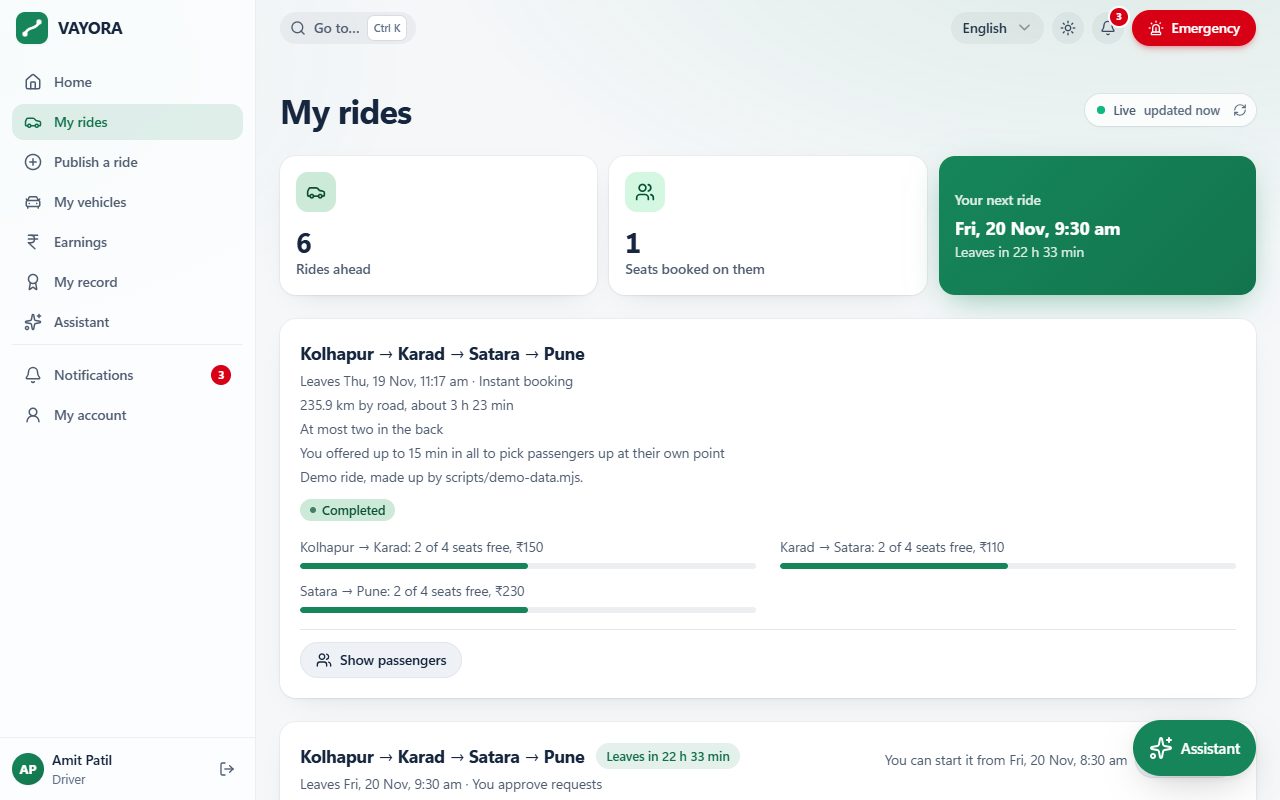 VAYORA
Go to... Ctrl K
English
3
Emergency
Home
My rides
Publish a ride
My vehicles
Earnings
My record
Assistant
Notifications 3
My account
Amit Patil
AP
Driver
My rides
Live updated now
6
Rides ahead
1
Seats booked on them
Your next ride
Fri, 20 Nov, 9:30 am
Leaves in 22 h 33 min
Kolhapur → Karad → Satara → Pune
Leaves Thu, 19 Nov, 11:17 am · Instant booking
235.9 km by road, about 3 h 23 min
At most two in the back
You offered up to 15 min in all to pick passengers up at their own point
Demo ride, made up by scripts/demo-data.mjs.
Completed
Kolhapur → Karad: 2 of 4 seats free, ₹150
Karad → Satara: 2 of 4 seats free, ₹110
Satara → Pune: 2 of 4 seats free, ₹230
Show passengers
Kolhapur → Karad → Satara → Pune Leaves in 22 h 33 min
You can start it from Fri, 20 Nov, 8:30 am
Leaves Fri, 20 Nov, 9:30 am · You approve requests
Assistant